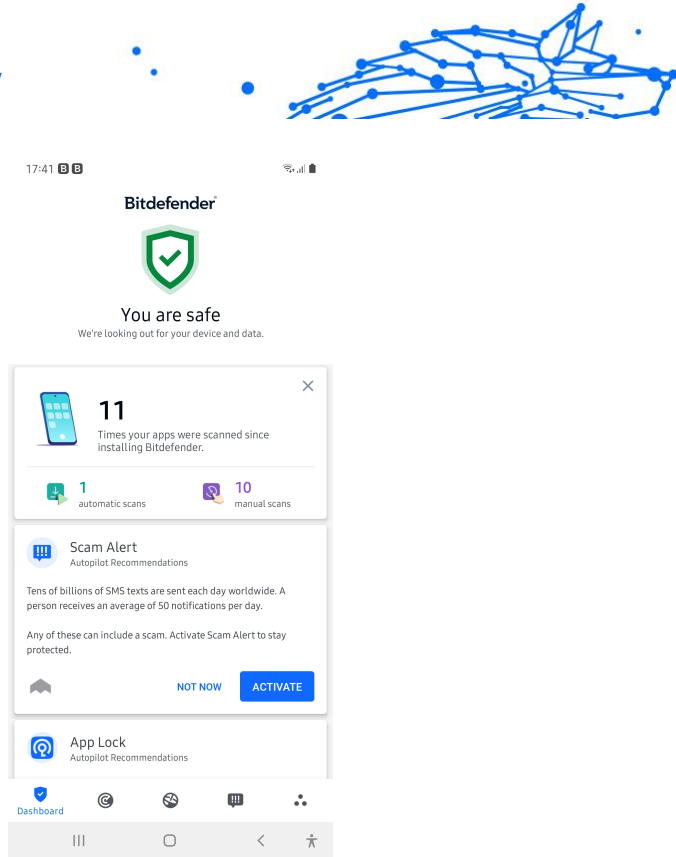 17:41 B B
Bitdefender®
You are safe
We're looking out for your device and data.
11
Times your apps were scanned since
installing Bitdefender.
1
automatic scans
10
manual scans
Scam Alert
Autopilot Recommendations
Tens of billions of SMS texts are sent each day worldwide. A
person receives an average of 50 notifications per day.
Any of these can include a scam. Activate Scam Alert to stay
protected.
NOT NOW
ACTIVATE
App Lock
Autopilot Recommendations
Dashboard